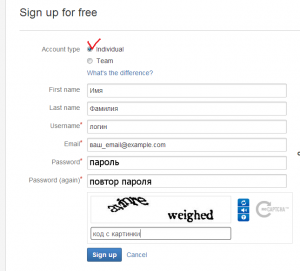 Sign up for free
Account type Individual
Team
What's the difference?
First name Имя
Last name Фамилия
Username* логин
Email* ваш_email@example.com
Password* пароль
Password (again)* повтор пароля
weighed
код с картинки
Sign up Cancel